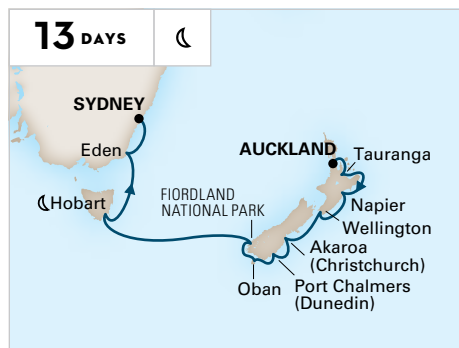 13 DAYS
SYDNEY
Eden
AUCKLAND
Tauranga
Hobart
FIORDLAND
NATIONAL PARK
Napier
Wellington
Akaroa
(Christchurch)
Oban
Port Chalmers
(Dunedin)